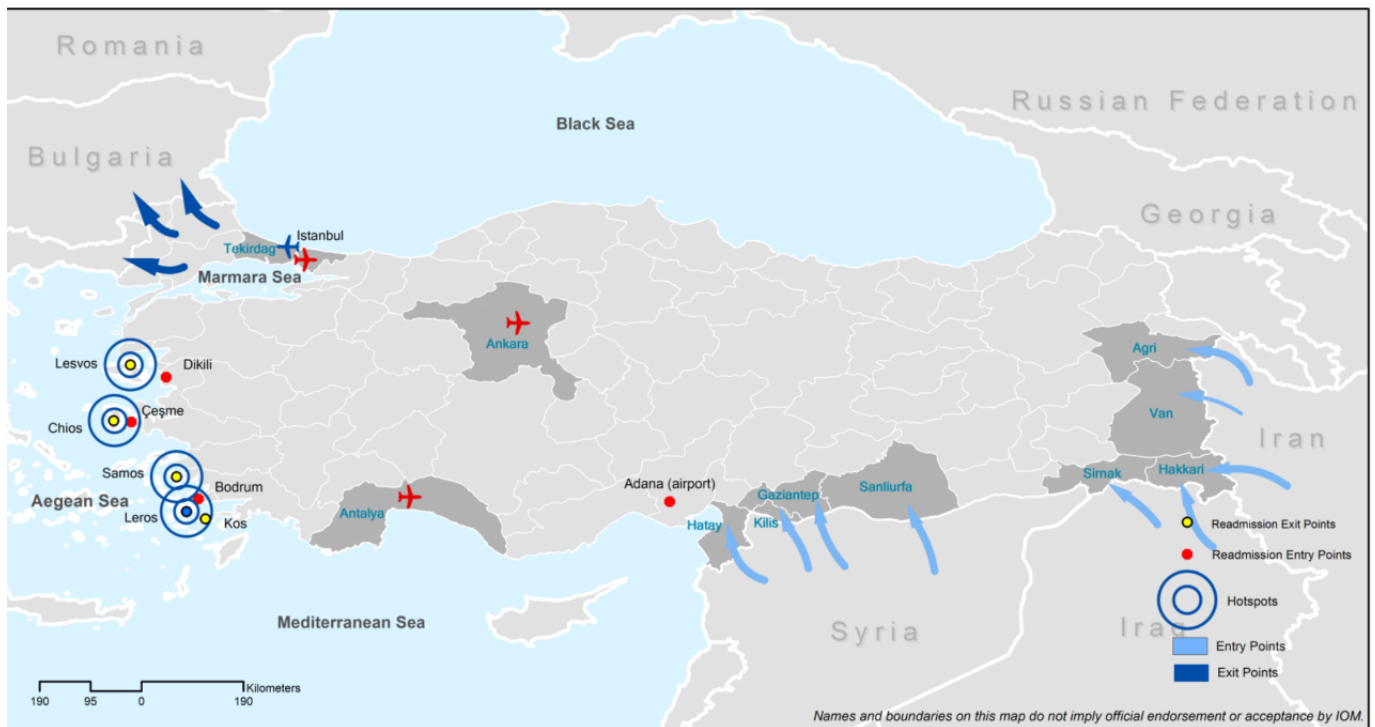 Romania
Russian Federation
Black Sea
Bulgaria
Georgia
Istanbul
Tekirdag
Marmara Sea
Ankara
Agri
Lesvos
Dikili
Çeşme
Chios
Van
Iran
Samos
Sirnak
Hakkari
Bodrum
Aegean Sea
Adana (airport)
Gaziantep
Sanliurfa
Antalya
Leros
Kos
Hatay
Kilis
Readmission Exit Points
Readmission Entry Points
Hotspots
Mediterranean Sea
Syria
Iraq
Entry Points
Exit Points
Kilometers
190 95 0 190
Names and boundaries on this map do not imply official endorsement or acceptance by IOM.